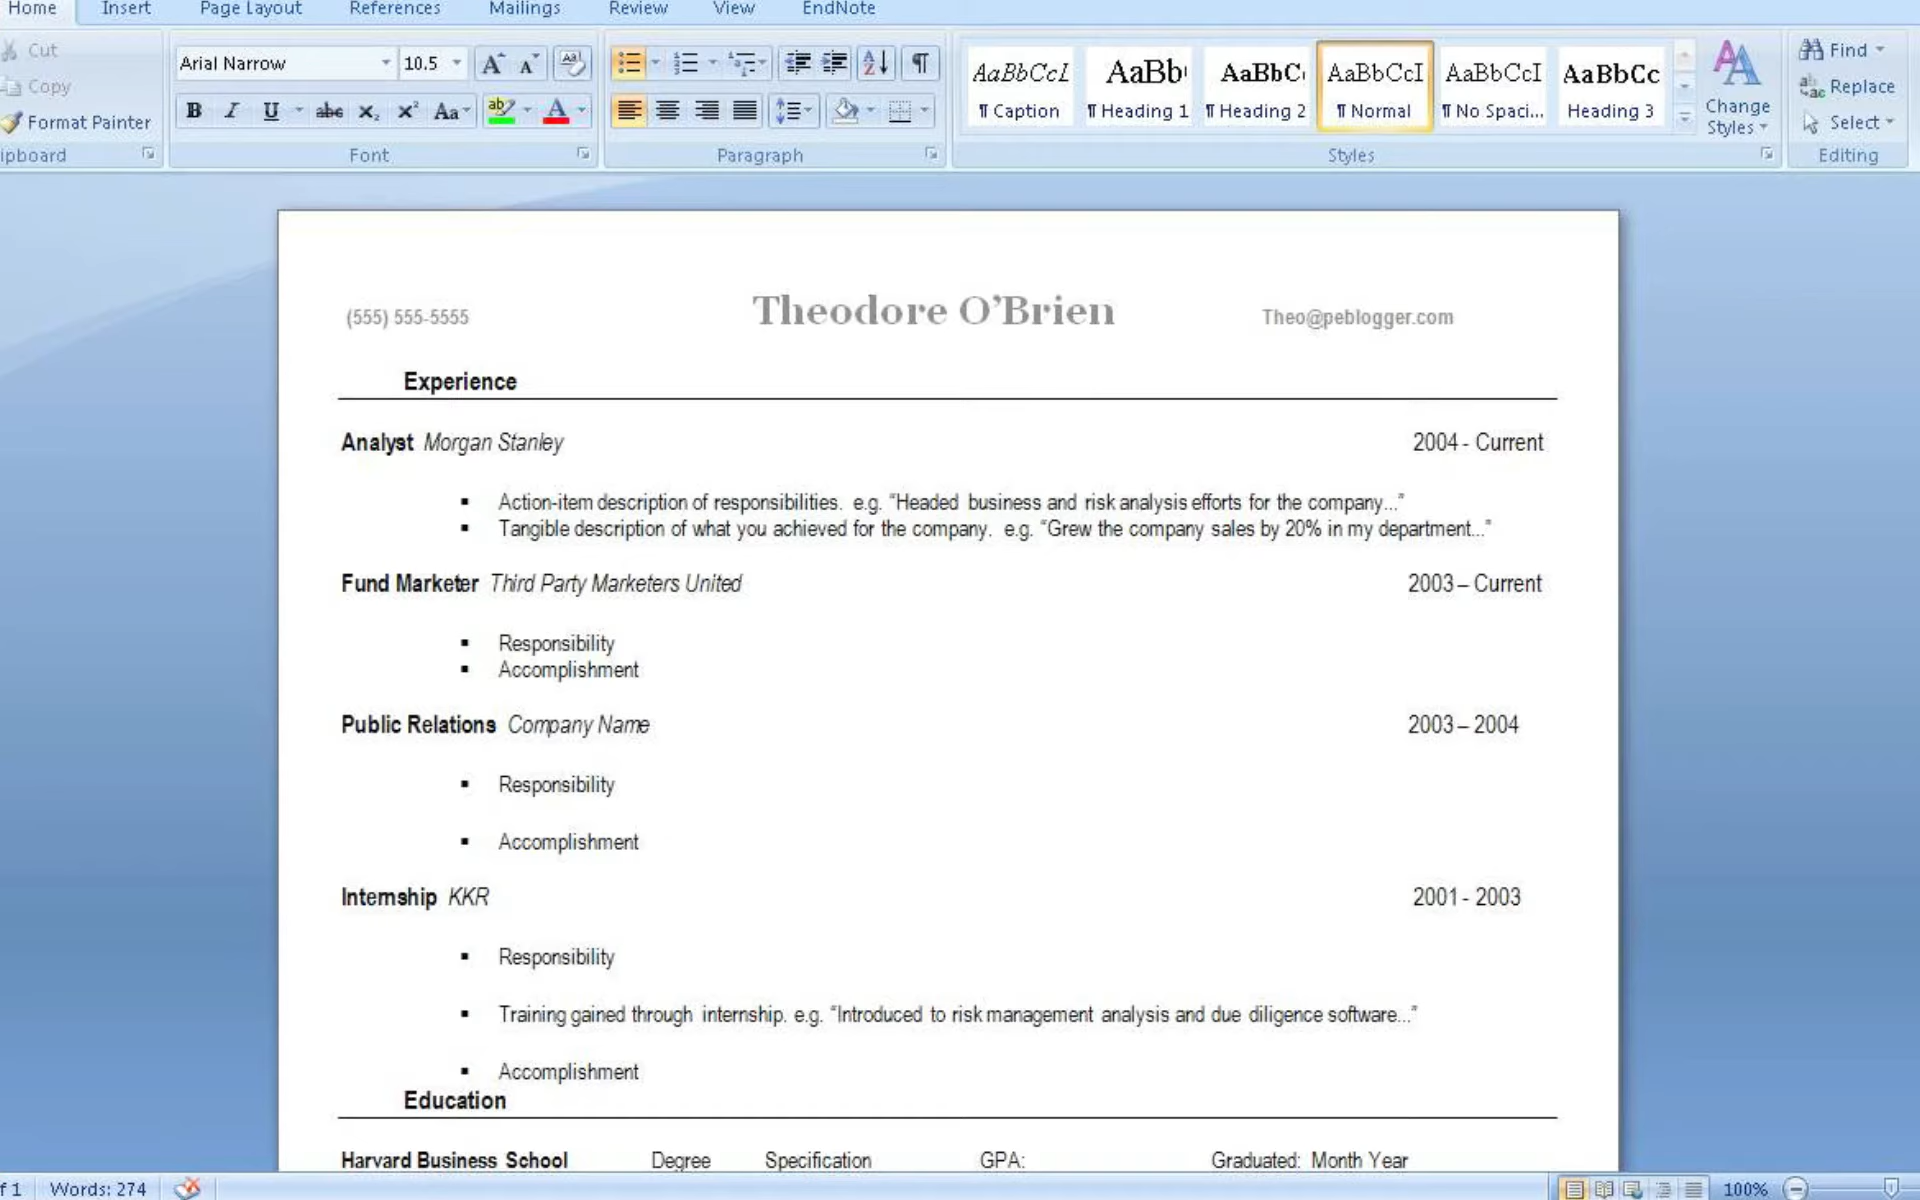 Home Insert Page Layout References Mailings Review View EndNote
Cut
Copy
Format Painter
ipboard
Arial Narrow 10.5
Font
Paragraph
AaBbCcI AaBb AaBbC AaBbCcI AaBbCcI AaBbCc
¶ Caption ¶ Heading 1 ¶ Heading 2 ¶ Normal ¶ No Spaci... Heading 3
Change Styles
Styles
Find
Replace
Select
Editing
(555) 555-5555 Theodore O’Brien Theo@peblogger.com
Experience
Analyst Morgan Stanley 2004 - Current
▪ Action-item description of responsibilities. e.g. “Headed business and risk analysis efforts for the company...”
▪ Tangible description of what you achieved for the company. e.g. “Grew the company sales by 20% in my department...”
Fund Marketer Third Party Marketers United 2003 – Current
▪ Responsibility
▪ Accomplishment
Public Relations Company Name 2003 – 2004
▪ Responsibility
▪ Accomplishment
Internship KKR 2001 - 2003
▪ Responsibility
▪ Training gained through internship. e.g. “Introduced to risk management analysis and due diligence software...”
▪ Accomplishment
Education
Harvard Business School Degree Specification GPA: Graduated: Month Year
f 1 Words: 274 100%